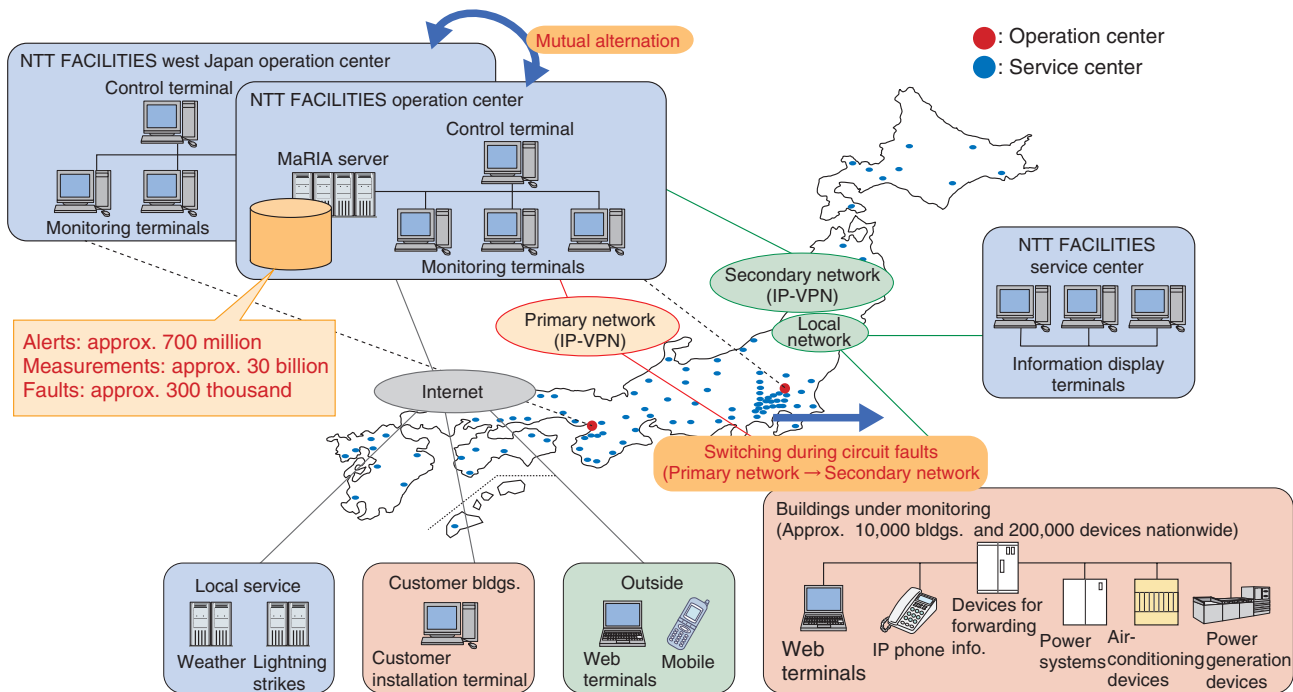 Mutual alternation
: Operation center
: Service center
NTT FACILITIES west Japan operation center
Control terminal
Monitoring terminals
NTT FACILITIES operation center
Control terminal
MaRIA server
Monitoring terminals
Alerts: approx. 700 million
Measurements: approx. 30 billion
Faults: approx. 300 thousand
Primary network
(IP-VPN)
Secondary network
(IP-VPN)
Local
network
NTT FACILITIES
service center
Information display
terminals
Internet
Switching during circuit faults
(Primary network → Secondary network
Buildings under monitoring
(Approx. 10,000 bldgs. and 200,000 devices nationwide)
Web
terminals
IP phone
Devices for
forwarding
info.
Power
systems
Air-
conditioning
devices
Power
generation
devices
Local service
Weather
Lightning
strikes
Customer bldgs.
Customer
installation terminal
Outside
Web
terminals
Mobile